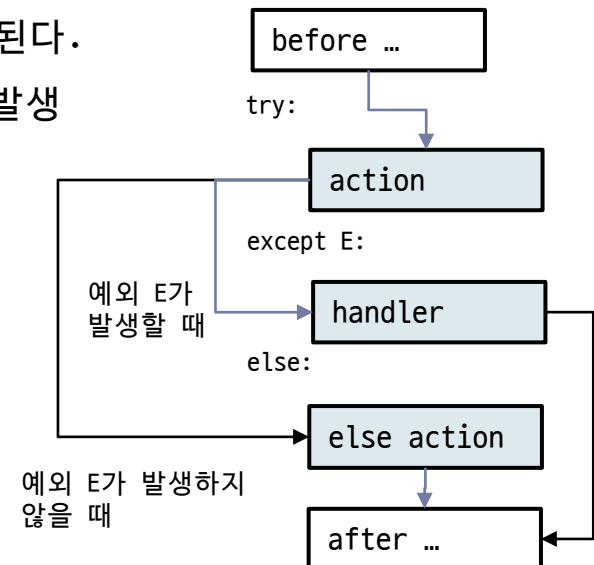 된다.
before …
발생
try:
action
except E:
예외 E가
발생할 때
handler
else:
else action
예외 E가 발생하지
않을 때
after …